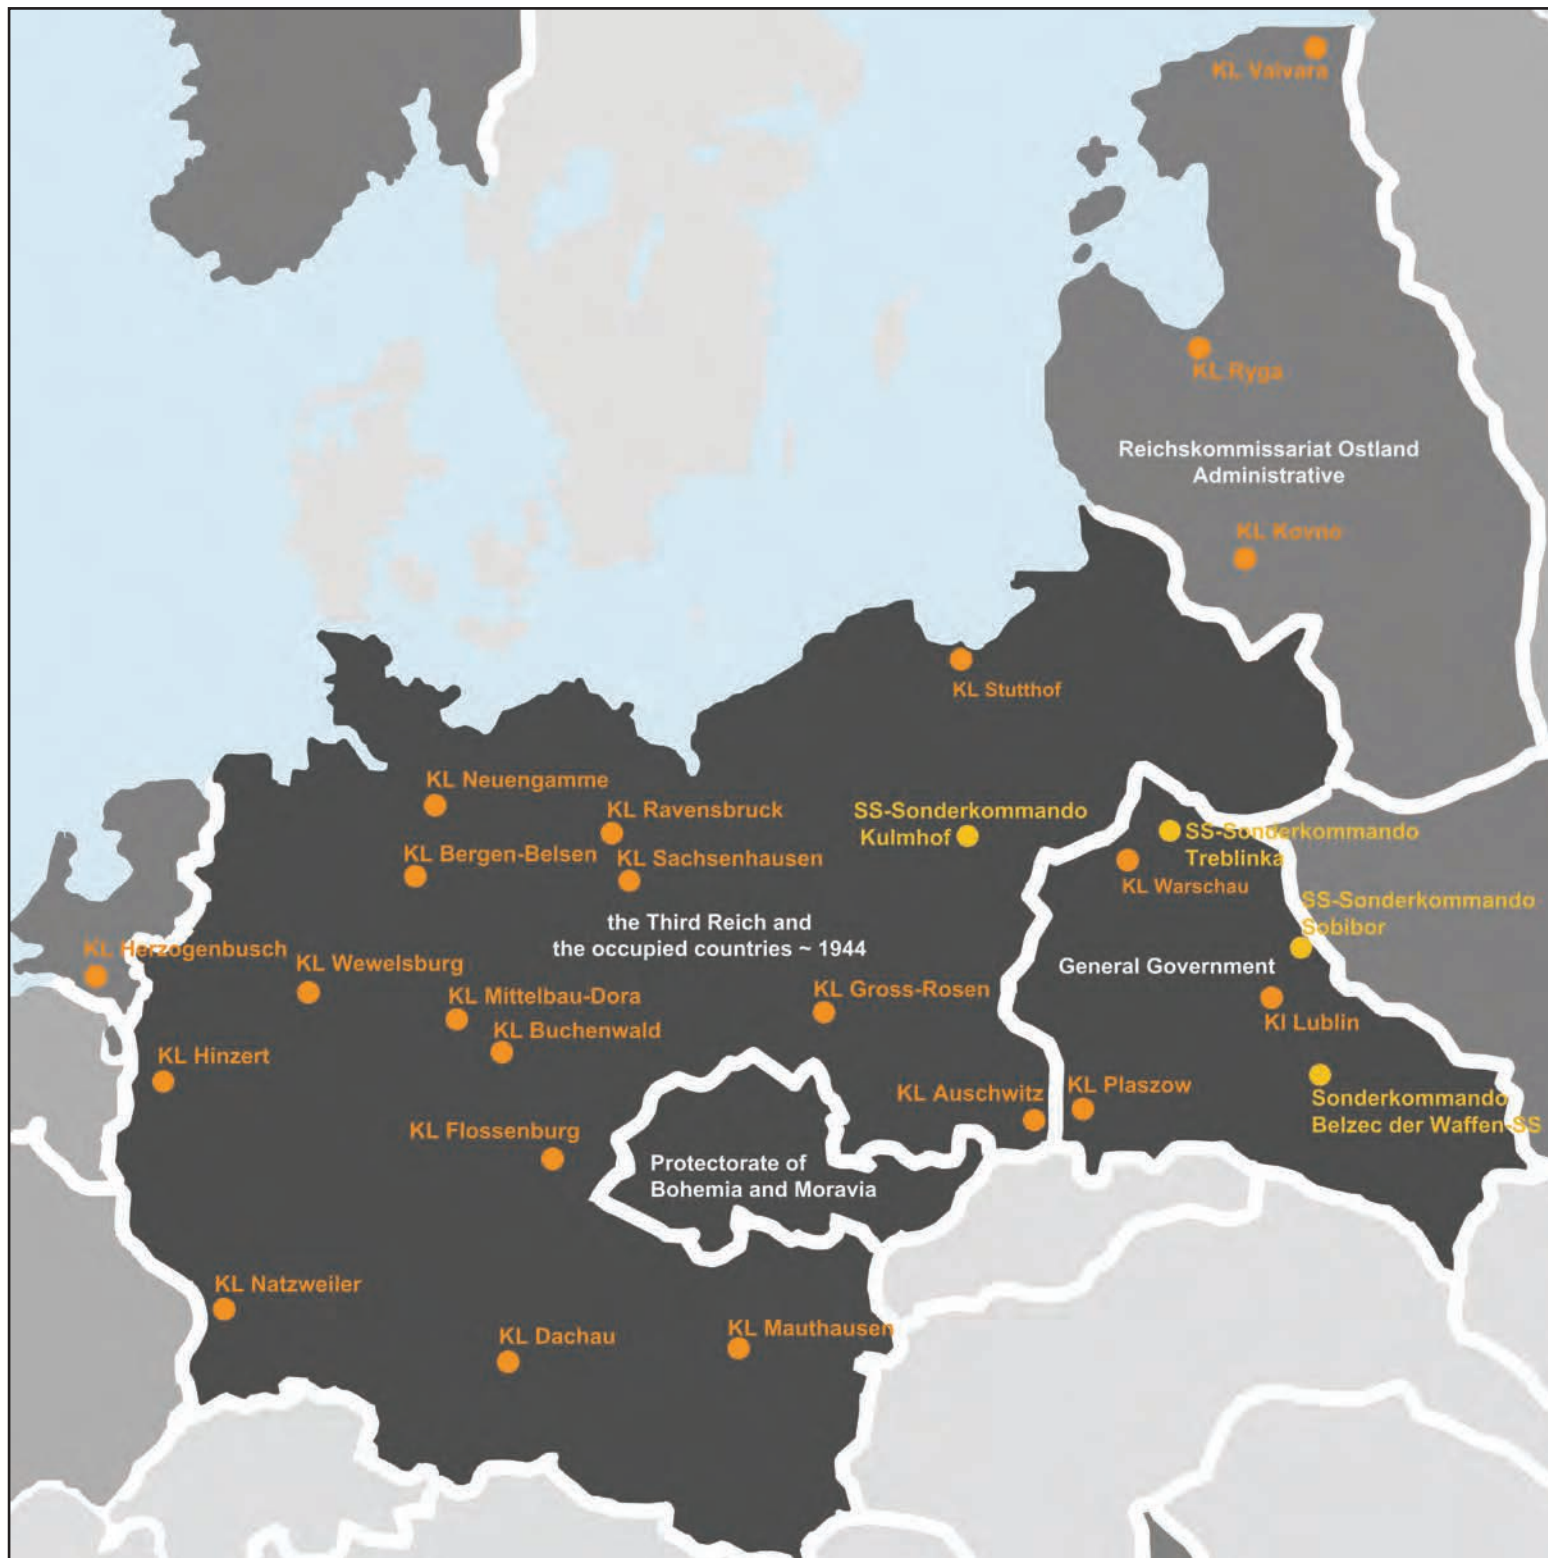 KL Vaivara
KL Ryga
Reichskommissariat Ostland
Administrative
KL Kovno
KL Stutthof
KL Neuengamme
KL Ravensbruck
SS-Sonderkommando
Kulmhof
SS-Sonderkommando
Treblinka
KL Bergen-Belsen
KL Sachsenhausen
KL Warschau
SS-Sonderkommando
Sobibor
the Third Reich and
the occupied countries ~ 1944
KL Herzogenbusch
KL Wewelsburg
General Government
KL Mittelbau-Dora
KL Gross-Rosen
KL Buchenwald
Kl Lublin
KL Hinzert
KL Auschwitz
KL Plaszow
Sonderkommando
Belzec der Waffen-SS
KL Flossenburg
Protectorate of
Bohemia and Moravia
KL Natzweiler
KL Dachau
KL Mauthausen